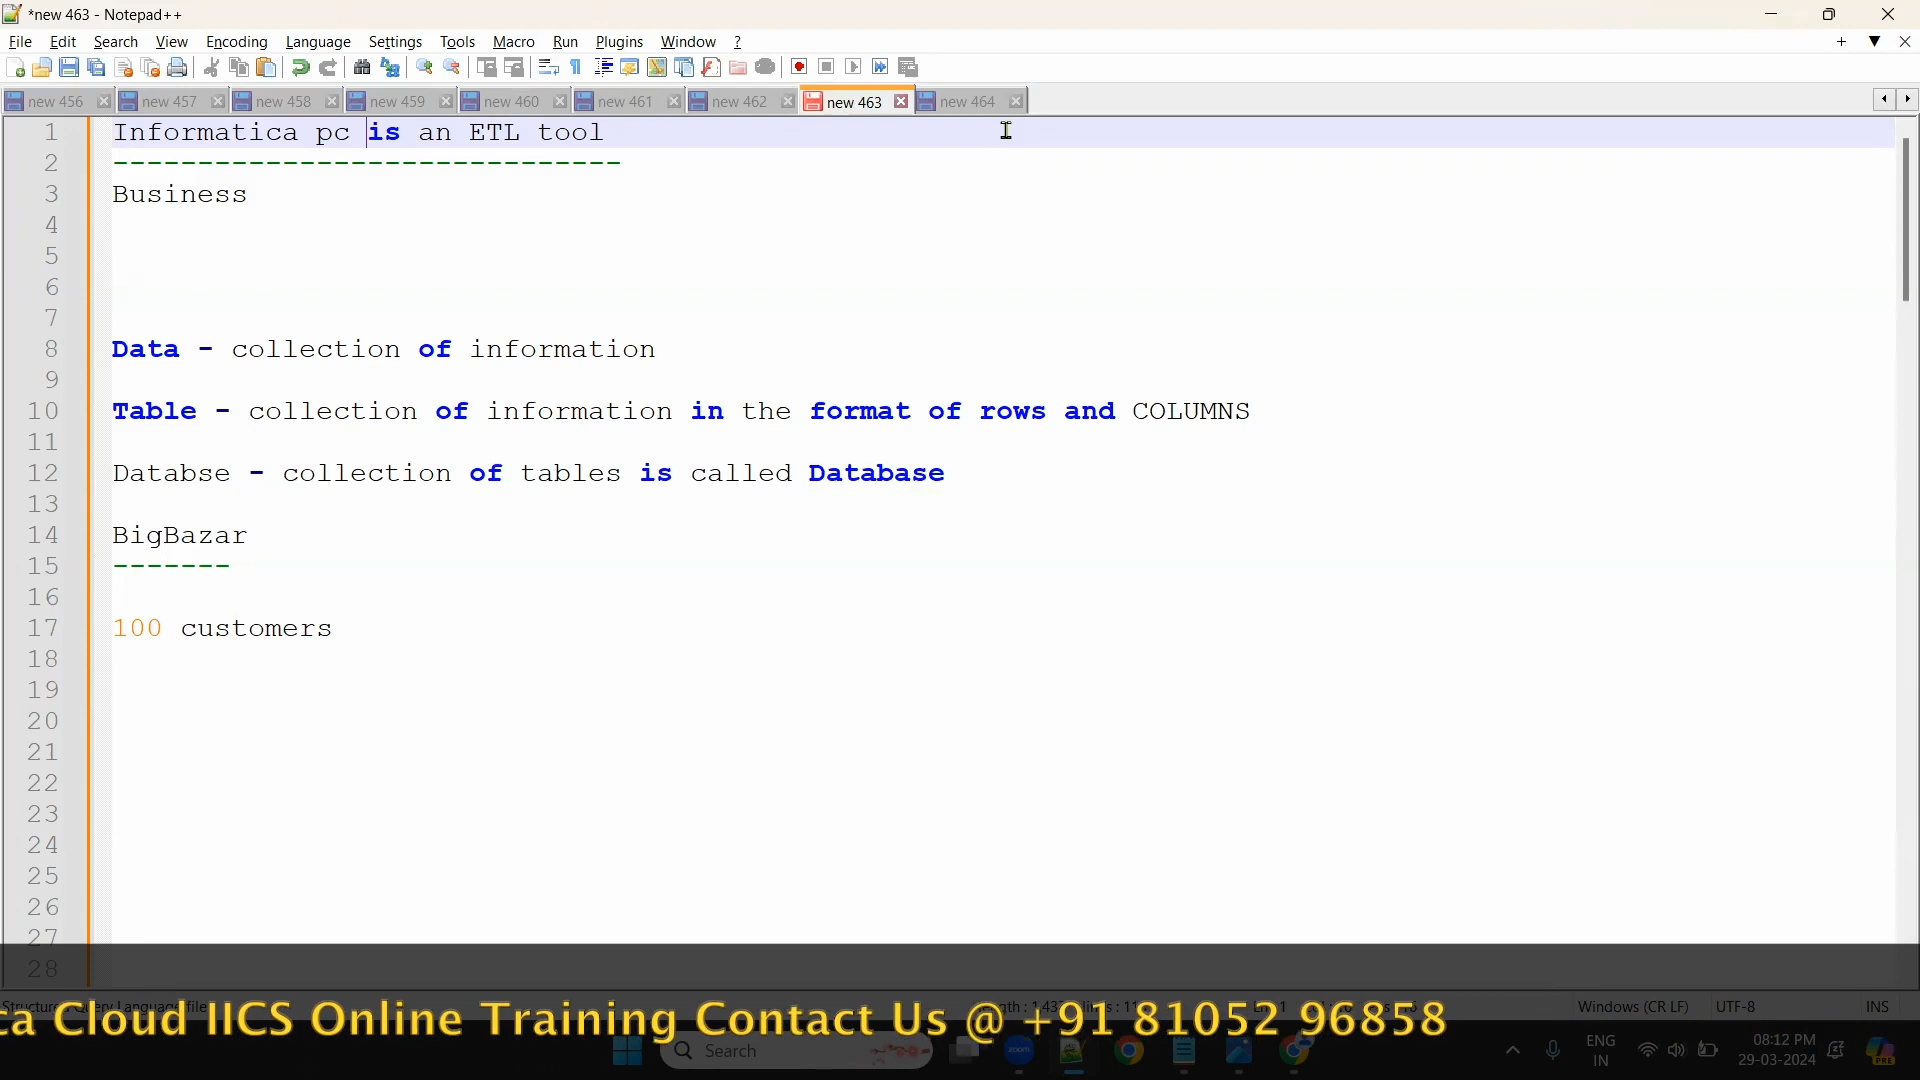 *new 463 - Notepad++
File Edit Search View Encoding Language Settings Tools Macro Run Plugins Window ?
new 456 new 457 new 458 new 459 new 460 new 461 new 462 new 463 new 464
1 Informatica pc is an ETL tool
2 ------------------------------
3 Business
4
5
6
7
8 Data - collection of information
9
10 Table - collection of information in the format of rows and COLUMNS
11
12 Databse - collection of tables is called Database
13
14 BigBazar
15 -------
16
17 100 customers
18
19
20
21
22
23
24
25
26
27
28
Windows (CR LF) UTF-8 INS
ca Cloud IICS Online Training Contact Us @ +91 81052 96858
Search
zoom
ENG
IN
08:12 PM
29-03-2024
PRE